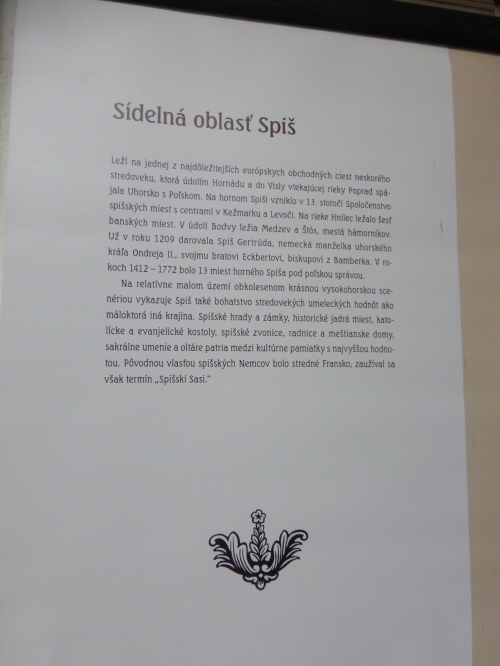 Sídelná oblasť Spiš
Leží na jednej z najdôležitejších európskych obchodných ciest neskorého
stredoveku, ktorá údolím Hornádu a do Visly vtekajúcej rieky Poprad spá-
jala Uhorsko s Poľskom. Na hornom Spiši vzniklo v 13. storočí Spoločenstvo
spišských miest s centrami v Kežmarku a Levoči. Na rieke Hnilec ležalo šesť
banských miest. V údolí Bodvy ležia Medzev a Štós, mestá hámorníkov.
Už v roku 1209 darovala Spiš Gertrúda, nemecká manželka uhorského
kráľa Ondreja II., svojmu bratovi Eckbertovi, biskupovi z Bamberka. V ro-
koch 1412 – 1772 bolo 13 miest horného Spiša pod poľskou správou.
Na relatívne malom území obkolesenom krásnou vysokohorskou sce-
nériou vykazuje Spiš také bohatstvo stredovekých umeleckých hodnôt ako
máloktorá iná krajina. Spišské hrady a zámky, historické jadrá miest, kato-
lícke a evanjelické kostoly, spišské zvonice, radnice a meštianske domy,
sakrálne umenie a oltáre patria medzi kultúrne pamiatky s najvyššou hodno-
tou. Pôvodnou vlasťou spišských Nemcov bolo stredné Fransko, zaužíval sa
však termín „Spišskí Sasi.“